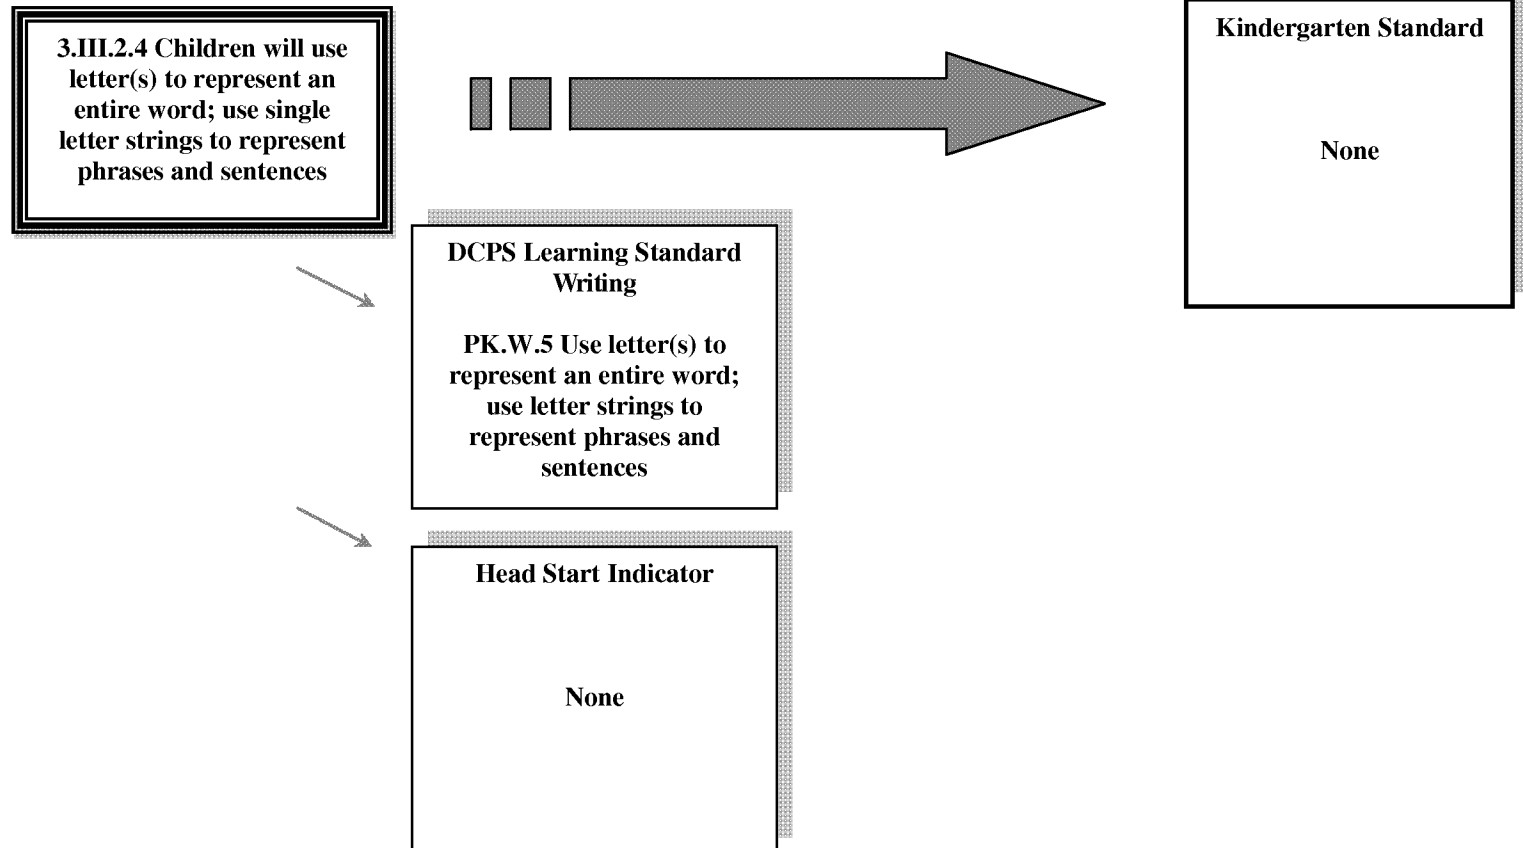 3.III.2.4 Children will use
letter(s) to represent an
entire word; use single
letter strings to represent
phrases and sentences
Kindergarten Standard
None
DCPS Learning Standard
Writing
PK.W.5 Use letter(s) to
represent an entire word;
use letter strings to
represent phrases and
sentences
Head Start Indicator
None